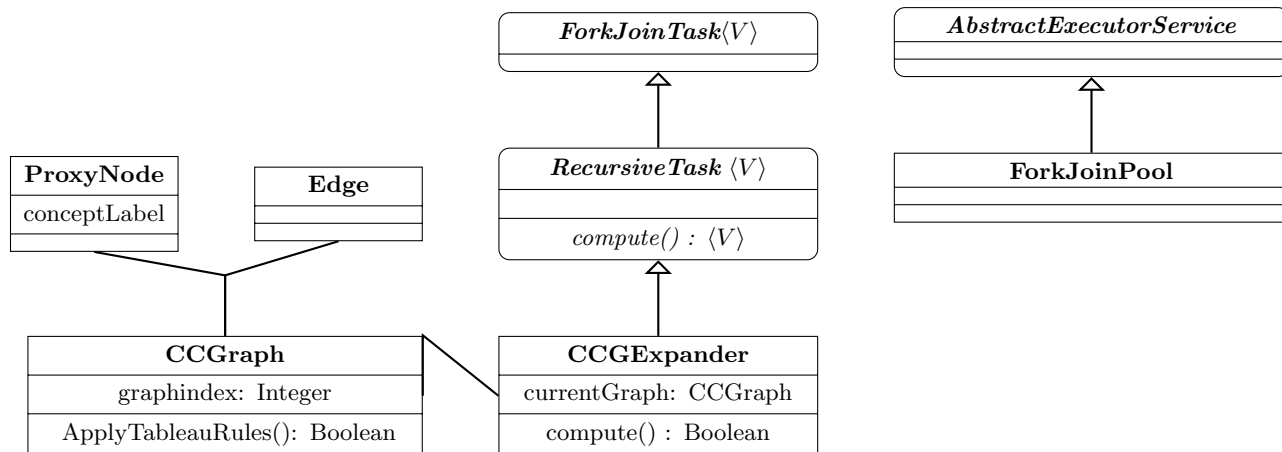 ForkJoinTask⟨V⟩
AbstractExecutorService
ProxyNode
conceptLabel
Edge
RecursiveTask ⟨V⟩
compute() : ⟨V⟩
ForkJoinPool
CCGraph
graphindex: Integer
ApplyTableauRules(): Boolean
CCGExpander
currentGraph: CCGraph
compute() : Boolean